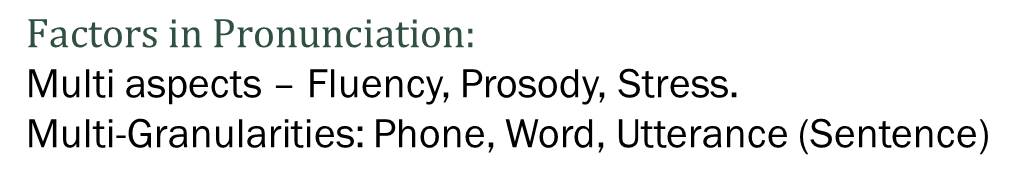 Factors in Pronunciation:
Multi aspects – Fluency, Prosody, Stress.
Multi-Granularities: Phone, Word, Utterance (Sentence)